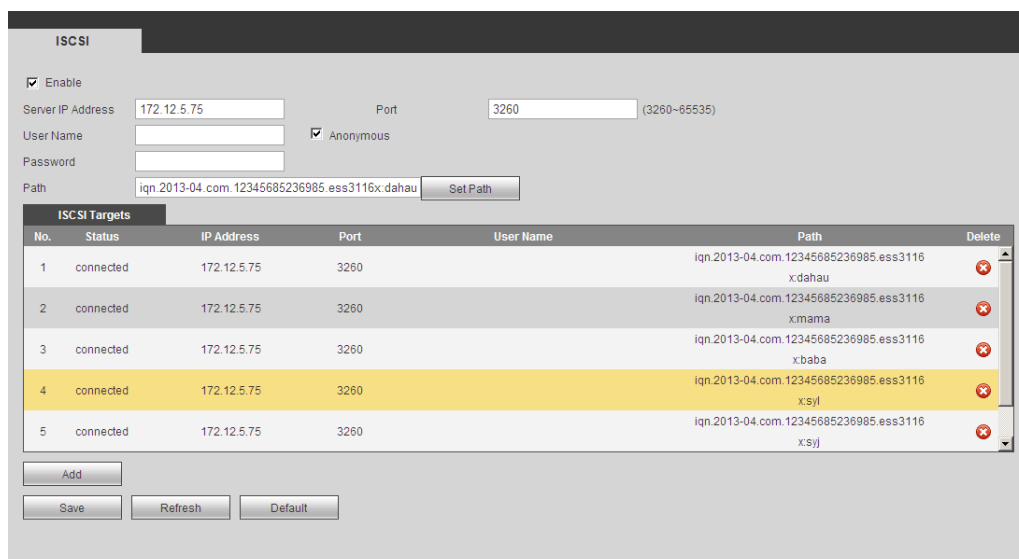 ISCSI
Enable
Server IP Address 172.12.5.75 Port 3260 (3260~65535)
User Name Anonymous
Password
Path iqn.2013-04.com.12345685236985.ess3116x:dahau Set Path
ISCSI Targets
No. Status IP Address Port User Name Path Delete
1 connected 172.12.5.75 3260 iqn.2013-04.com.12345685236985.ess3116
x:dahau
2 connected 172.12.5.75 3260 iqn.2013-04.com.12345685236985.ess3116
x:mama
3 connected 172.12.5.75 3260 iqn.2013-04.com.12345685236985.ess3116
x:baba
4 connected 172.12.5.75 3260 iqn.2013-04.com.12345685236985.ess3116
x:syl
5 connected 172.12.5.75 3260 iqn.2013-04.com.12345685236985.ess3116
x:syj
Add
Save Refresh Default